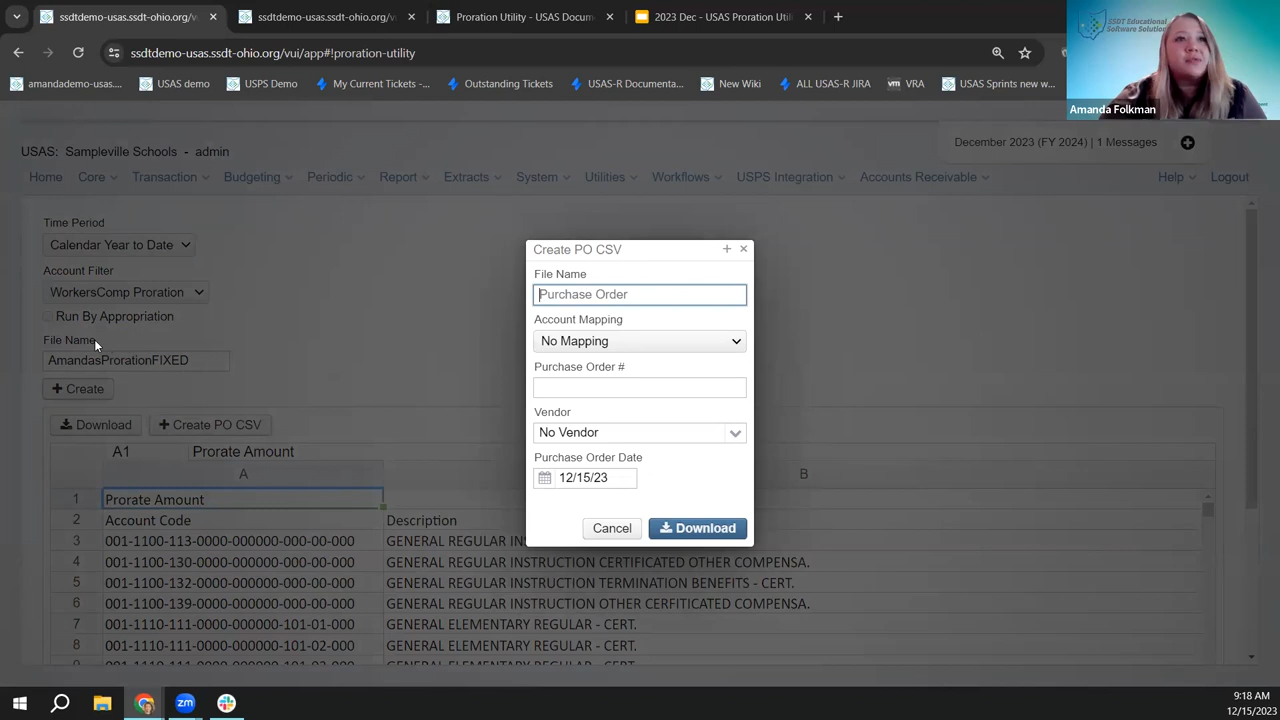 ssdtdemo-usas.ssdt-ohio.org/v
ssdtdemo-usas.ssdt-ohio.org/v
Proration Utility - USAS Docum
2023 Dec - USAS Proration Utili
ssdtdemo-usas.ssdt-ohio.org/vui/app#!proration-utility
amandademo-usas....
USAS demo
USPS Demo
My Current Tickets -...
Outstanding Tickets
USAS-R Documenta...
New Wiki
ALL USAS-R JIRA
VRA
USAS Sprints new w...
SSDT Educational
Software Solution
Amanda Folkman
USAS: Sampleville Schools - admin
December 2023 (FY 2024) | 1 Messages
Home Core Transaction Budgeting Periodic Report Extracts System Utilities Workflows USPS Integration Accounts Receivable Help Logout
Time Period
Calendar Year to Date
Account Filter
WorkersComp Proration
Run By Appropriation
File Name
AmandasProrationFIXED
Create
Download
Create PO CSV
A1 Prorate Amount
A B
1 Prorate Amount
2 Account Code Description
3 001-1100-113-0000-000000-000-00-000 GENERAL REGULAR INS
4 001-1100-130-0000-000000-000-00-000 GENERAL REGULAR INSTRUCTION CERTIFICATED OTHER COMPENSA.
5 001-1100-132-0000-000000-000-00-000 GENERAL REGULAR INSTRUCTION TERMINATION BENEFITS - CERT.
6 001-1100-139-0000-000000-000-00-000 GENERAL REGULAR INSTRUCTION OTHER CERFITICATED COMPENSA.
7 001-1110-111-0000-000000-101-01-000 GENERAL ELEMENTARY REGULAR - CERT.
8 001-1110-111-0000-000000-101-02-000 GENERAL ELEMENTARY REGULAR - CERT.
Create PO CSV
File Name
Purchase Order
Account Mapping
No Mapping
Purchase Order #
Vendor
No Vendor
Purchase Order Date
12/15/23
Cancel
Download
9:18 AM
12/15/2023